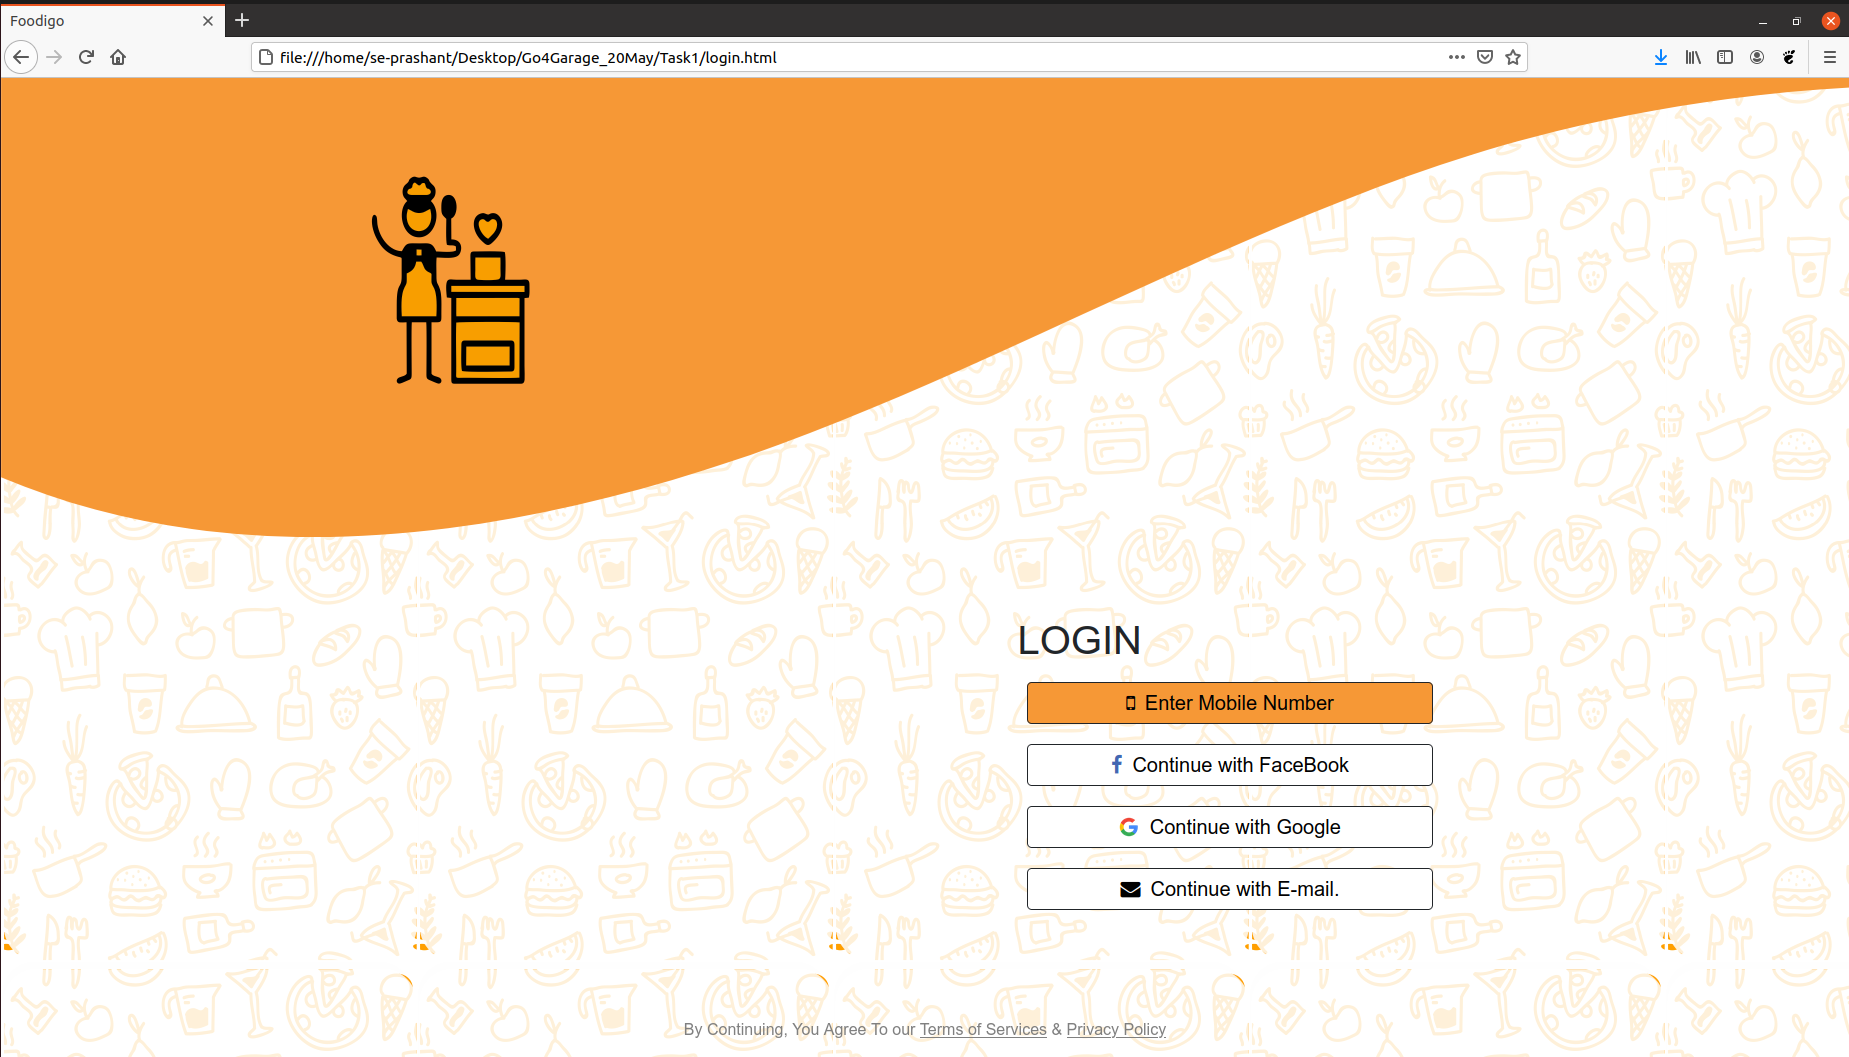 Foodigo
file:///home/se-prashant/Desktop/Go4Garage_20May/Task1/login.html
LOGIN
Enter Mobile Number
Continue with FaceBook
Continue with Google
Continue with E-mail.
By Continuing, You Agree To our Terms of Services & Privacy Policy